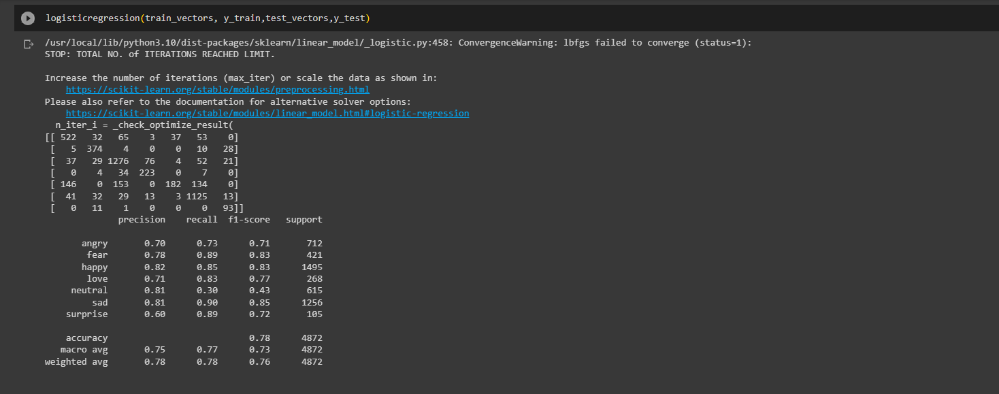 logisticregression(train_vectors, y_train,test_vectors,y_test)
/usr/local/lib/python3.10/dist-packages/sklearn/linear_model/_logistic.py:458: ConvergenceWarning: lbfgs failed to converge (status=1):
STOP: TOTAL NO. of ITERATIONS REACHED LIMIT.

Increase the number of iterations (max_iter) or scale the data as shown in:
    https://scikit-learn.org/stable/modules/preprocessing.html
Please also refer to the documentation for alternative solver options:
    https://scikit-learn.org/stable/modules/linear_model.html#logistic-regression
  n_iter_i = _check_optimize_result(
[[ 522   32   65    3   37   53    0]
 [   5  374    4    0    0   10   28]
 [  37   29 1276   76    4   52   21]
 [   0    4   34  223    0    7    0]
 [ 146    0  153    0  182  134    0]
 [  41   32   29   13    3 1125   13]
 [   0   11    1    0    0    0   93]]
              precision    recall  f1-score   support

       angry       0.70      0.73      0.71       712
        fear       0.78      0.89      0.83       421
       happy       0.82      0.85      0.83      1495
        love       0.71      0.83      0.77       268
     neutral       0.81      0.30      0.43       615
         sad       0.81      0.90      0.85      1256
    surprise       0.60      0.89      0.72       105

    accuracy                           0.78      4872
   macro avg       0.75      0.77      0.73      4872
weighted avg       0.78      0.78      0.76      4872